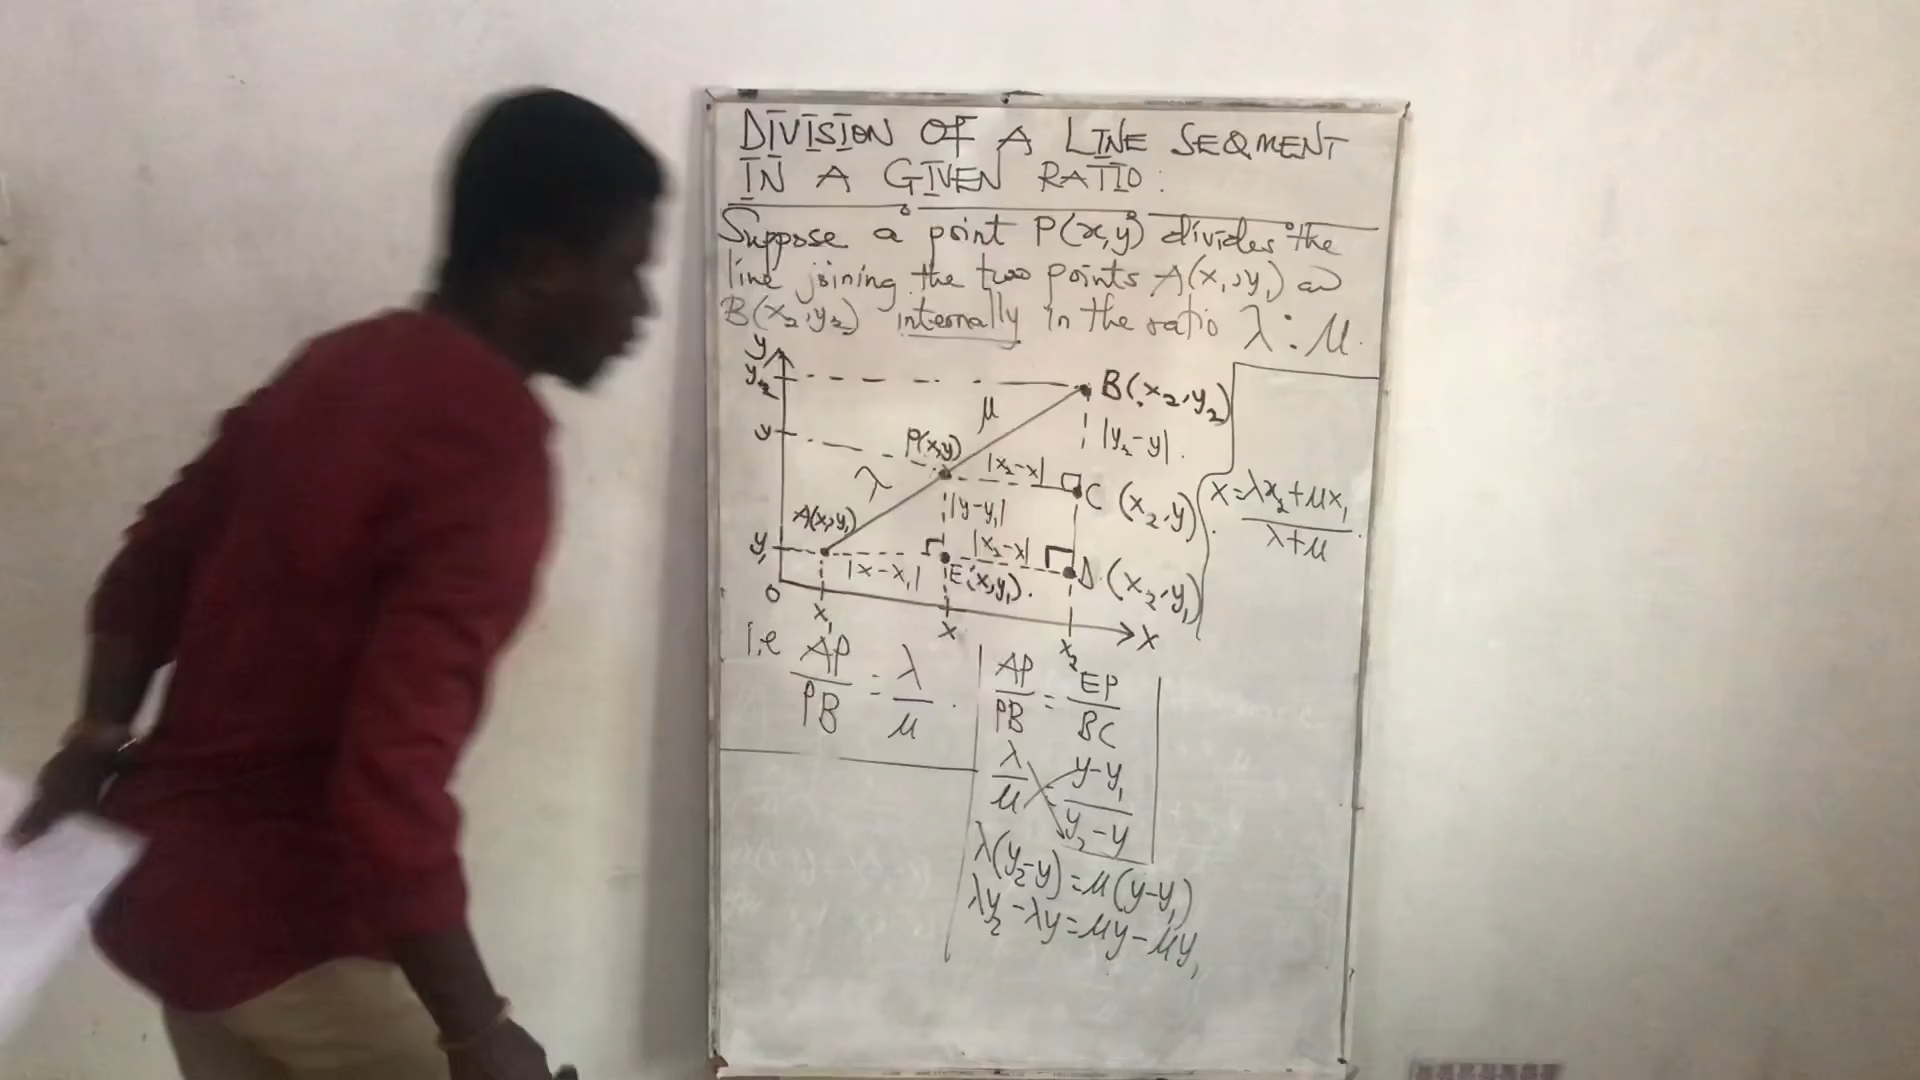 DIVISION OF A LINE SEGMENT
IN A GIVEN RATIO:
Suppose a point P(x,y) divides the
line joining the two points A(x₁,y₁) and
B(x₂,y₂) internally in the ratio λ:μ.
y
y₂
B(x₂,y₂)
μ
|y₂-y|.
y
P(x,y)
λ
|x₂-x|
C (x₂,y)
|y-y₁|
A(x₁,y₁)
|x₂-x|
y₁
|x-x₁|
E(x,y₁).
D.(x₂,y₁)
0
x₁
x
x₂
X
x=λx₂+μx₁
λ+μ
i.e AP/PB = λ/μ.
AP/PB = EP/BC
λ/μ = y-y₁/y₂-y
λ(y₂-y)=μ(y-y₁)
λy₂-λy=μy-μy₁